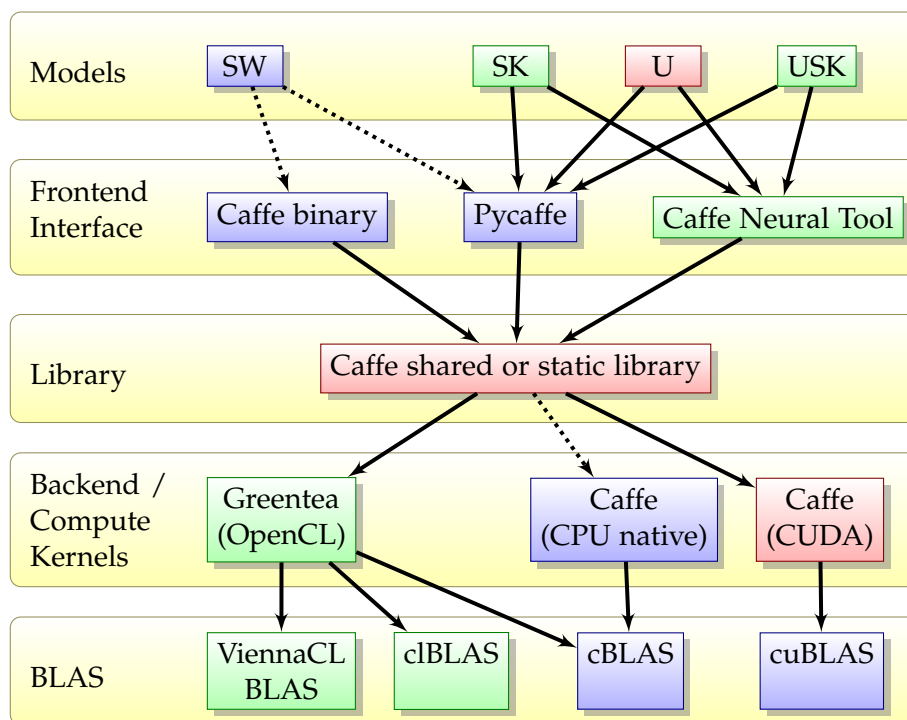 Models
SW
SK
U
USK
Frontend
Interface
Caffe binary
Pycaffe
Caffe Neural Tool
Library
Caffe shared or static library
Backend /
Compute
Kernels
Greentea
(OpenCL)
Caffe
(CPU native)
Caffe
(CUDA)
BLAS
ViennaCL
BLAS
clBLAS
cBLAS
cuBLAS